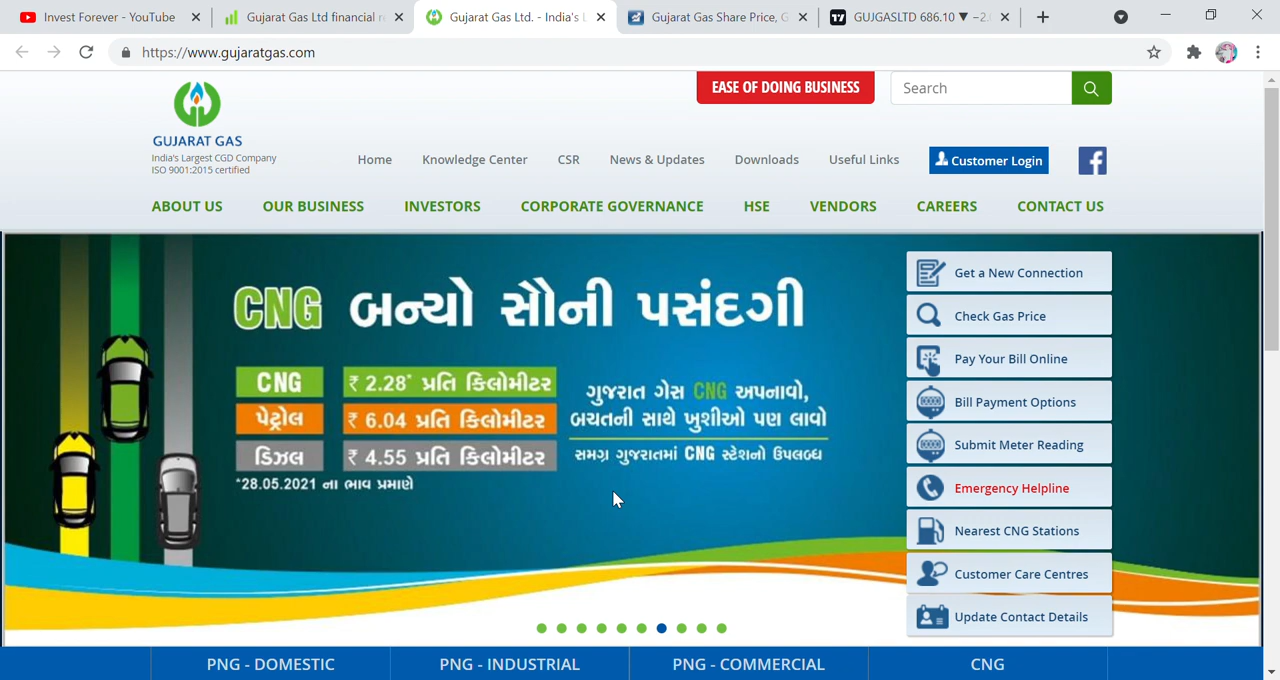 Invest Forever - YouTube
Gujarat Gas Ltd financial r
Gujarat Gas Ltd. - India's L
Gujarat Gas Share Price, G
GUJGASLTD 686.10 ▼ −2.
https://www.gujaratgas.com
EASE OF DOING BUSINESS
Search
GUJARAT GAS
India's Largest CGD Company
ISO 9001:2015 certified
Home Knowledge Center CSR News & Updates Downloads Useful Links Customer Login
ABOUT US OUR BUSINESS INVESTORS CORPORATE GOVERNANCE HSE VENDORS CAREERS CONTACT US
CNG બન્યો સૌની પસંદગી
CNG ₹ 2.28* પ્રતિ કિલોમીટર
પેટ્રોલ ₹ 6.04 પ્રતિ કિલોમીટર
ડિઝલ ₹ 4.55 પ્રતિ કિલોમીટર
*28.05.2021 ના ભાવ પ્રમાણે
ગુજરાત ગેસ CNG અપનાવો,
બચતની સાથે ખુશીઓ પણ લાવો
સમગ્ર ગુજરાતમાં CNG સ્ટેશનો ઉપલબ્ધ
Get a New Connection
Check Gas Price
Pay Your Bill Online
Bill Payment Options
Submit Meter Reading
Emergency Helpline
Nearest CNG Stations
Customer Care Centres
Update Contact Details
PNG - DOMESTIC PNG - INDUSTRIAL PNG - COMMERCIAL CNG